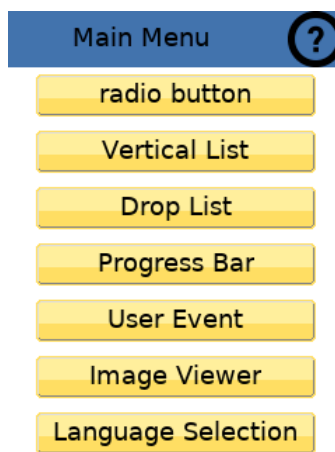 Main Menu ?
radio button
Vertical List
Drop List
Progress Bar
User Event
Image Viewer
Language Selection